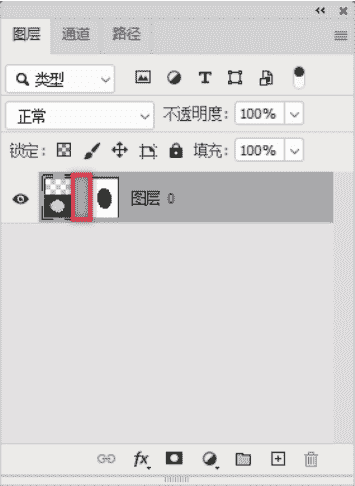 图层 通道 路径
类型
正常 不透明度: 100%
锁定: 填充: 100%
图层 0
fx